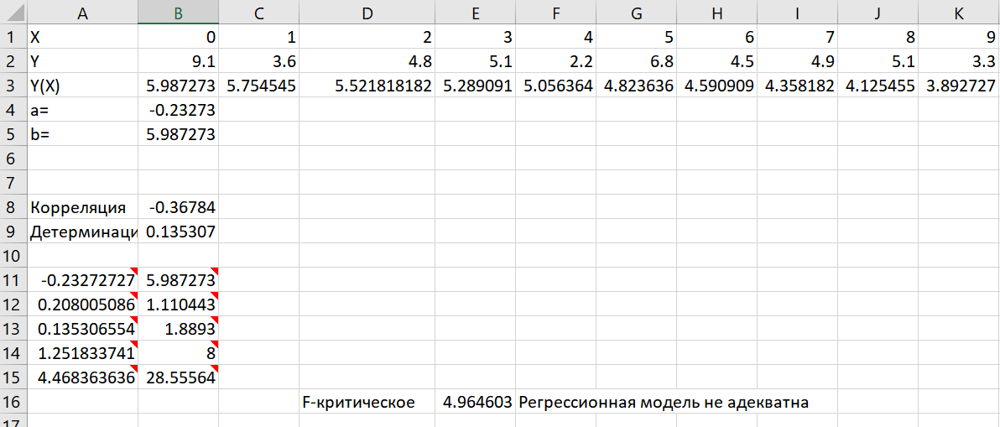 A B C D E F G H I J K
1 X 0 1 2 3 4 5 6 7 8 9
2 Y 9.1 3.6 4.8 5.1 2.2 6.8 4.5 4.9 5.1 3.3
3 Y(X) 5.987273 5.754545 5.521818182 5.289091 5.056364 4.823636 4.590909 4.358182 4.125455 3.892727
4 a= -0.23273
5 b= 5.987273
6
7
8 Корреляция -0.36784
9 Детерминаци 0.135307
10
11 -0.23272727 5.987273
12 0.208005086 1.110443
13 0.135306554 1.8893
14 1.251833741 8
15 4.468363636 28.55564
16 F-критическое 4.964603 Регрессионная модель не адекватна
17